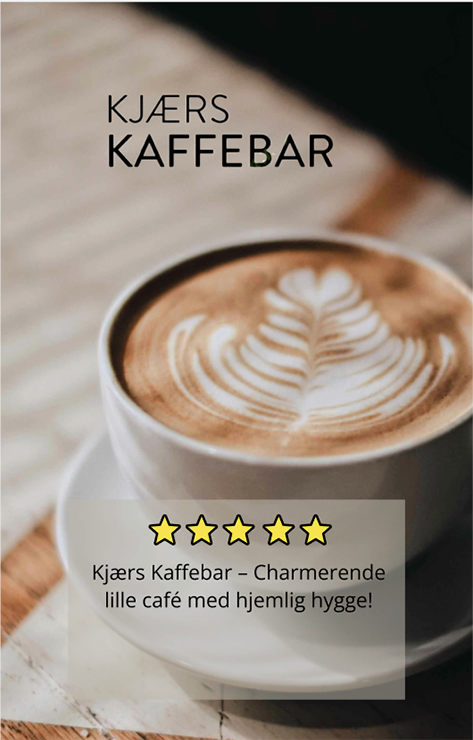 KJÆRS
KAFFEBAR
Kjærs Kaffebar – Charmerende
lille café med hjemlig hygge!